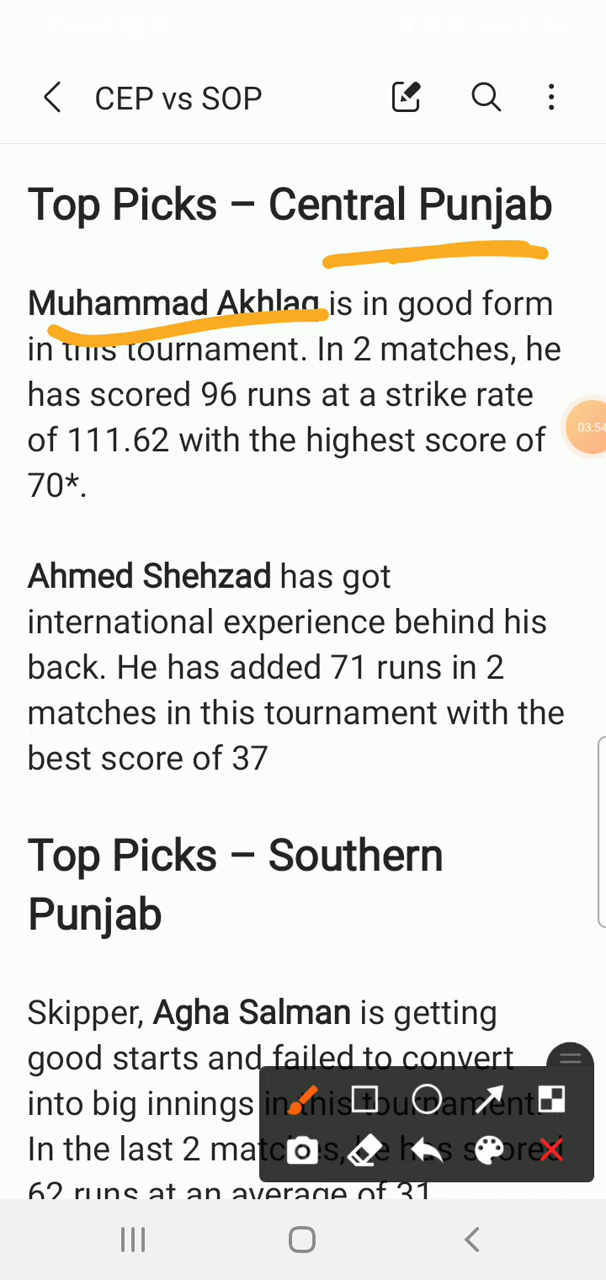 CEP vs SOP
Top Picks – Central Punjab
Muhammad Akhlaq is in good form
in this tournament. In 2 matches, he
has scored 96 runs at a strike rate
of 111.62 with the highest score of
70*.
03:54
Ahmed Shehzad has got
international experience behind his
back. He has added 71 runs in 2
matches in this tournament with the
best score of 37
Top Picks – Southern
Punjab
Skipper, Agha Salman is getting
good starts and failed to convert
into big innings in this tournament.
In the last 2 matches, he has scored
62 runs at an average of 31